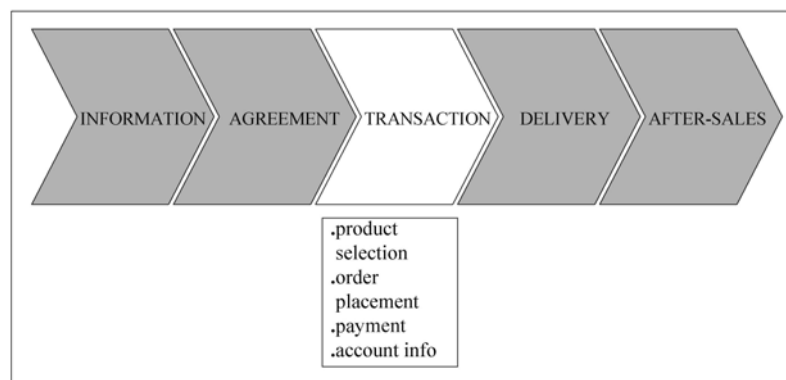 INFORMATION
AGREEMENT
TRANSACTION
DELIVERY
AFTER-SALES
.product
selection
.order
placement
.payment
.account info